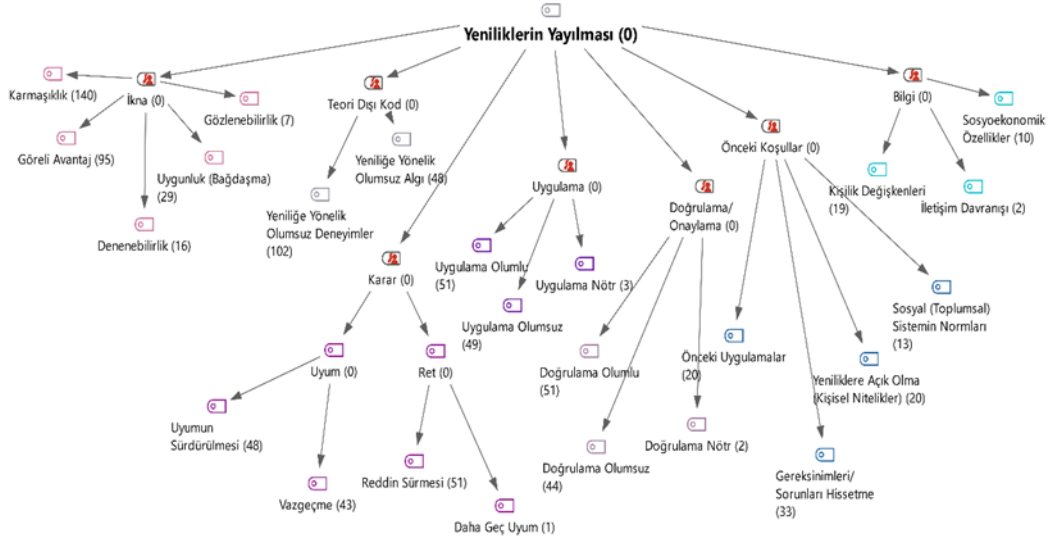 Yeniliklerin Yayılması (0)
İkna (0)
Karmaşıklık (140)
Gözlenebilirlik (7)
Göreli Avantaj (95)
Uygunluk (Bağdaşma)
(29)
Denenebilirlik (16)
Teori Dışı Kod (0)
Yeniliğe Yönelik
Olumsuz Algı (48)
Yeniliğe Yönelik
Olumsuz Deneyimler
(102)
Karar (0)
Uyum (0)
Ret (0)
Uyumun
Sürdürülmesi (48)
Vazgeçme (43)
Reddin Sürmesi (51)
Daha Geç Uyum (1)
Uygulama (0)
Uygulama Olumlu
(51)
Uygulama Nötr (3)
Uygulama Olumsuz
(49)
Doğrulama/
Onaylama (0)
Doğrulama Olumlu
(51)
Doğrulama Nötr (2)
Doğrulama Olumsuz
(44)
Önceki Koşullar (0)
Önceki Uygulamalar
(20)
Sosyal (Toplumsal)
Sistemin Normları
(13)
Yeniliklere Açık Olma
(Kişisel Nitelikler) (20)
Gereksinimleri/
Sorunları Hissetme
(33)
Bilgi (0)
Sosyoekonomik
Özellikler (10)
Kişilik Değişkenleri
(19)
İletişim Davranışı (2)